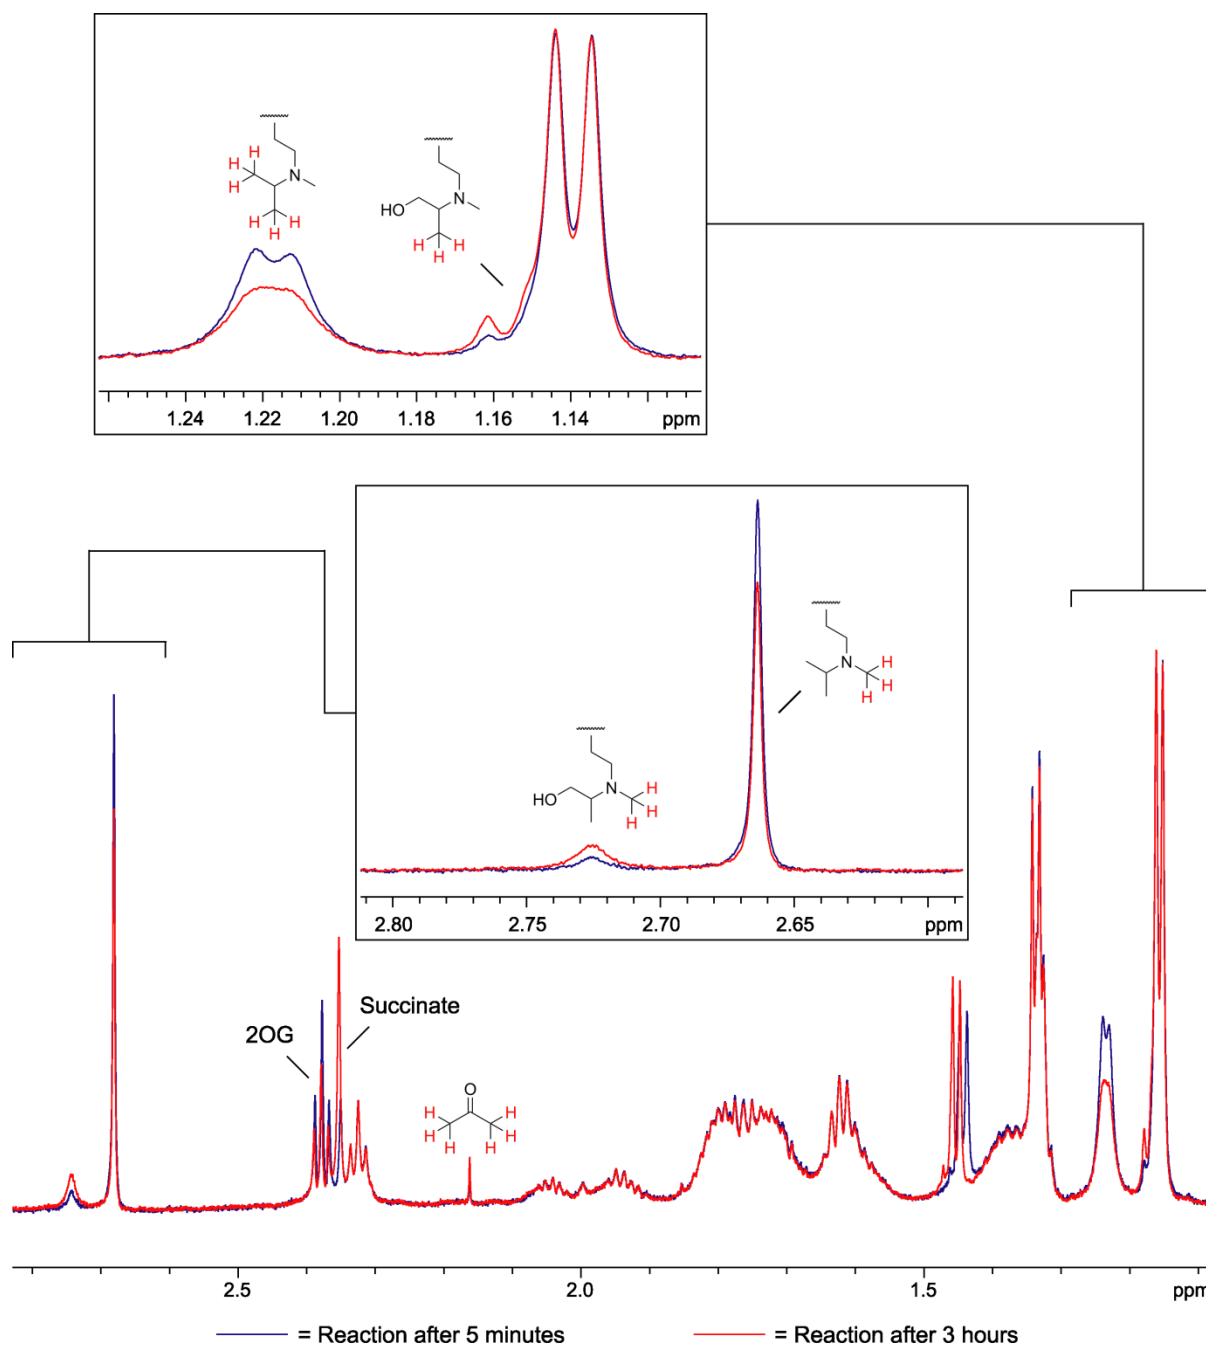 H
H
H
N
H
H
H
HO
N
H
H
H
1.24 1.22 1.20 1.18 1.16 1.14 ppm
N
H
H
H
HO
N
H
H
H
2.80 2.75 2.70 2.65 ppm
Succinate
2OG
O
H
H
H
H
H
H
2.5 2.0 1.5 ppm
= Reaction after 5 minutes
= Reaction after 3 hours